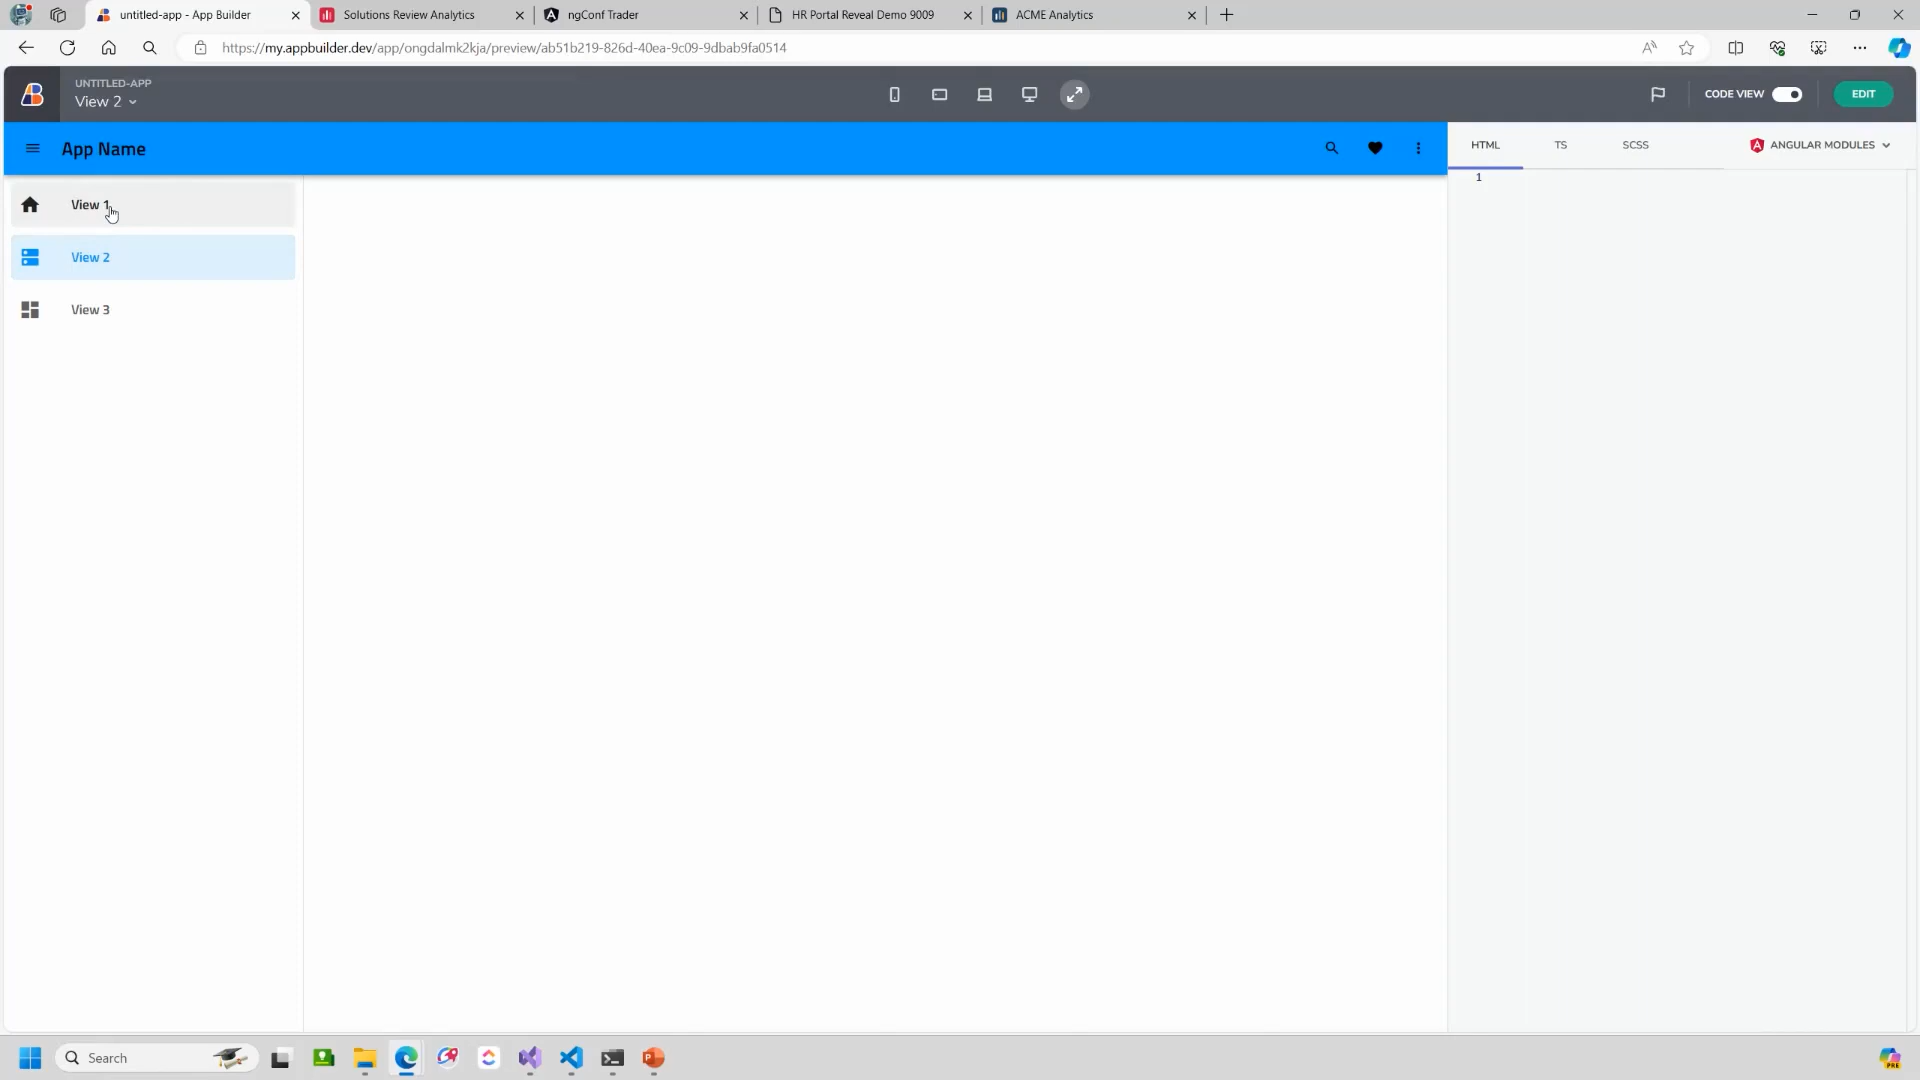 untitled-app - App Builder
Solutions Review Analytics
ngConf Trader
HR Portal Reveal Demo 9009
ACME Analytics
https://my.appbuilder.dev/app/ongdalmk2kja/preview/ab51b219-826d-40ea-9c09-9dbab9fa0514
UNTITLED-APP
View 2
CODE VIEW
EDIT
App Name
HTML
TS
SCSS
ANGULAR MODULES
1
View 1
View 2
View 3
Search